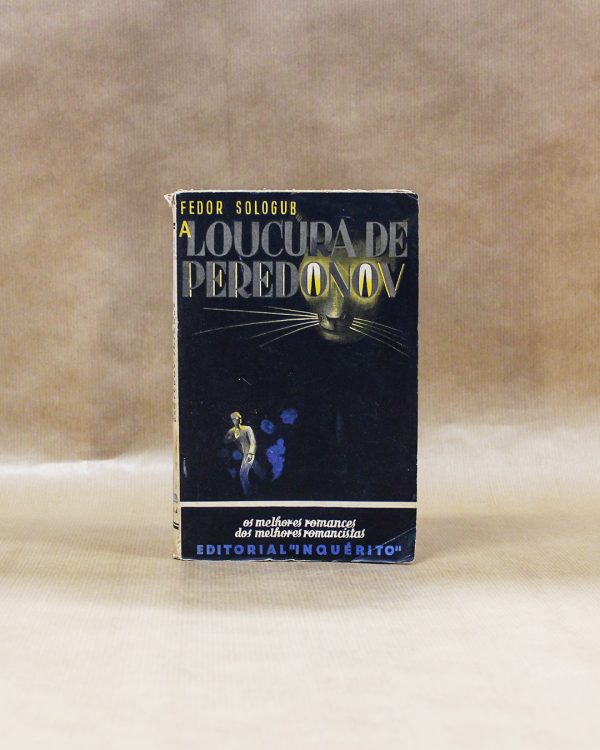 FEDOR SOLOGUB
A LOUCURA DE
PEREDONOV
os melhores romances
dos melhores romancistas
EDITORIAL "INQUÉRITO"